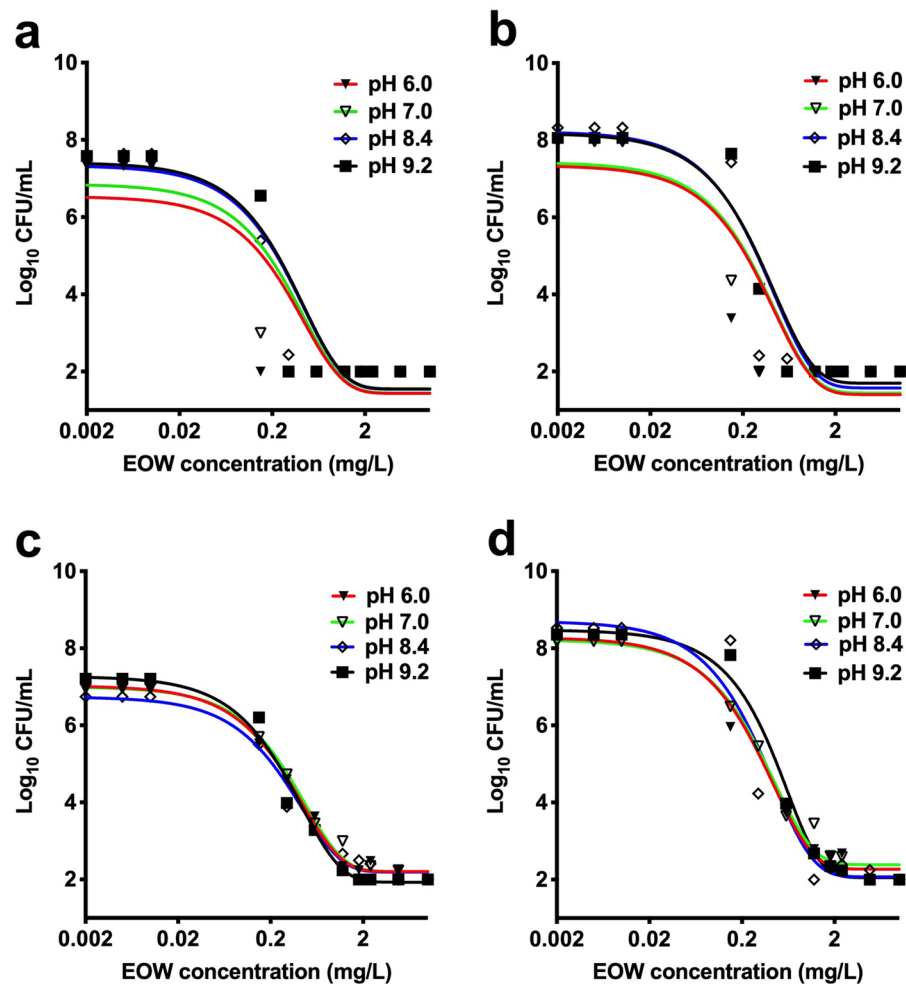 a
10
8
6
4
2
Log10 CFU/mL
pH 6.0
pH 7.0
pH 8.4
pH 9.2
0.002 0.02 0.2 2
EOW concentration (mg/L)
b
10
8
6
4
2
Log10 CFU/mL
pH 6.0
pH 7.0
pH 8.4
pH 9.2
0.002 0.02 0.2 2
EOW concentration (mg/L)
c
10
8
6
4
2
Log10 CFU/mL
pH 6.0
pH 7.0
pH 8.4
pH 9.2
0.002 0.02 0.2 2
EOW concentration (mg/L)
d
10
8
6
4
2
Log10 CFU/mL
pH 6.0
pH 7.0
pH 8.4
pH 9.2
0.002 0.02 0.2 2
EOW concentration (mg/L)